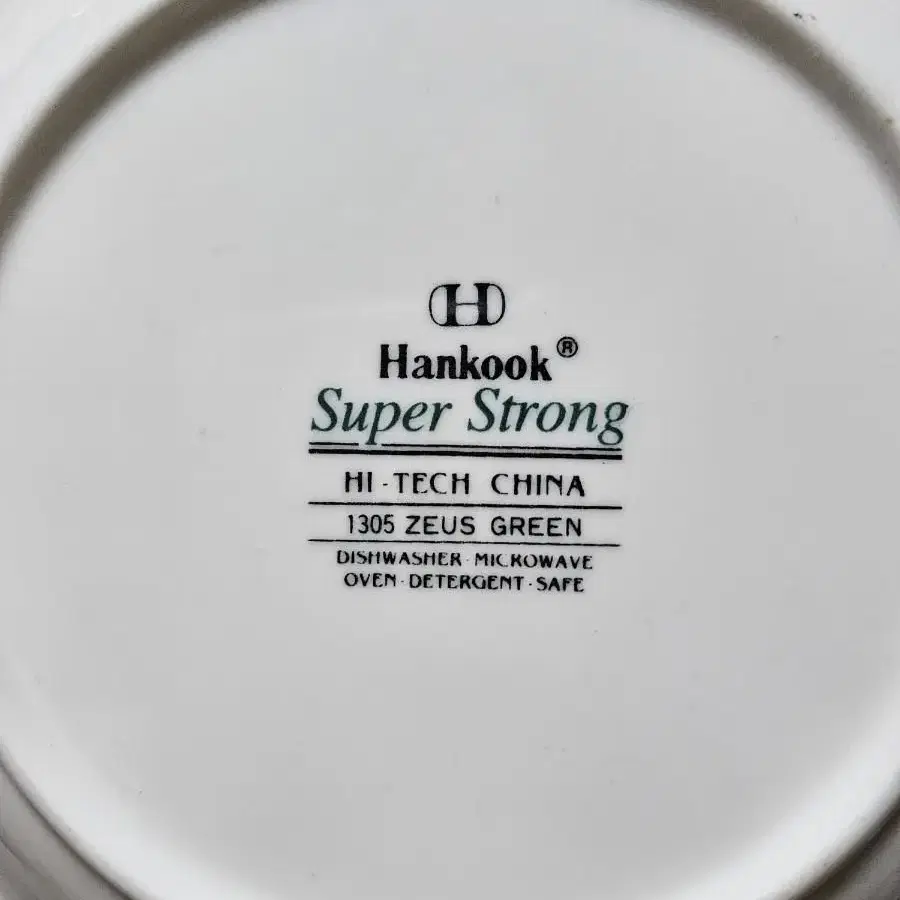 H
Hankook®
Super Strong
HI-TECH CHINA
1305 ZEUS GREEN
DISHWASHER·MICROWAVE
OVEN·DETERGENT·SAFE